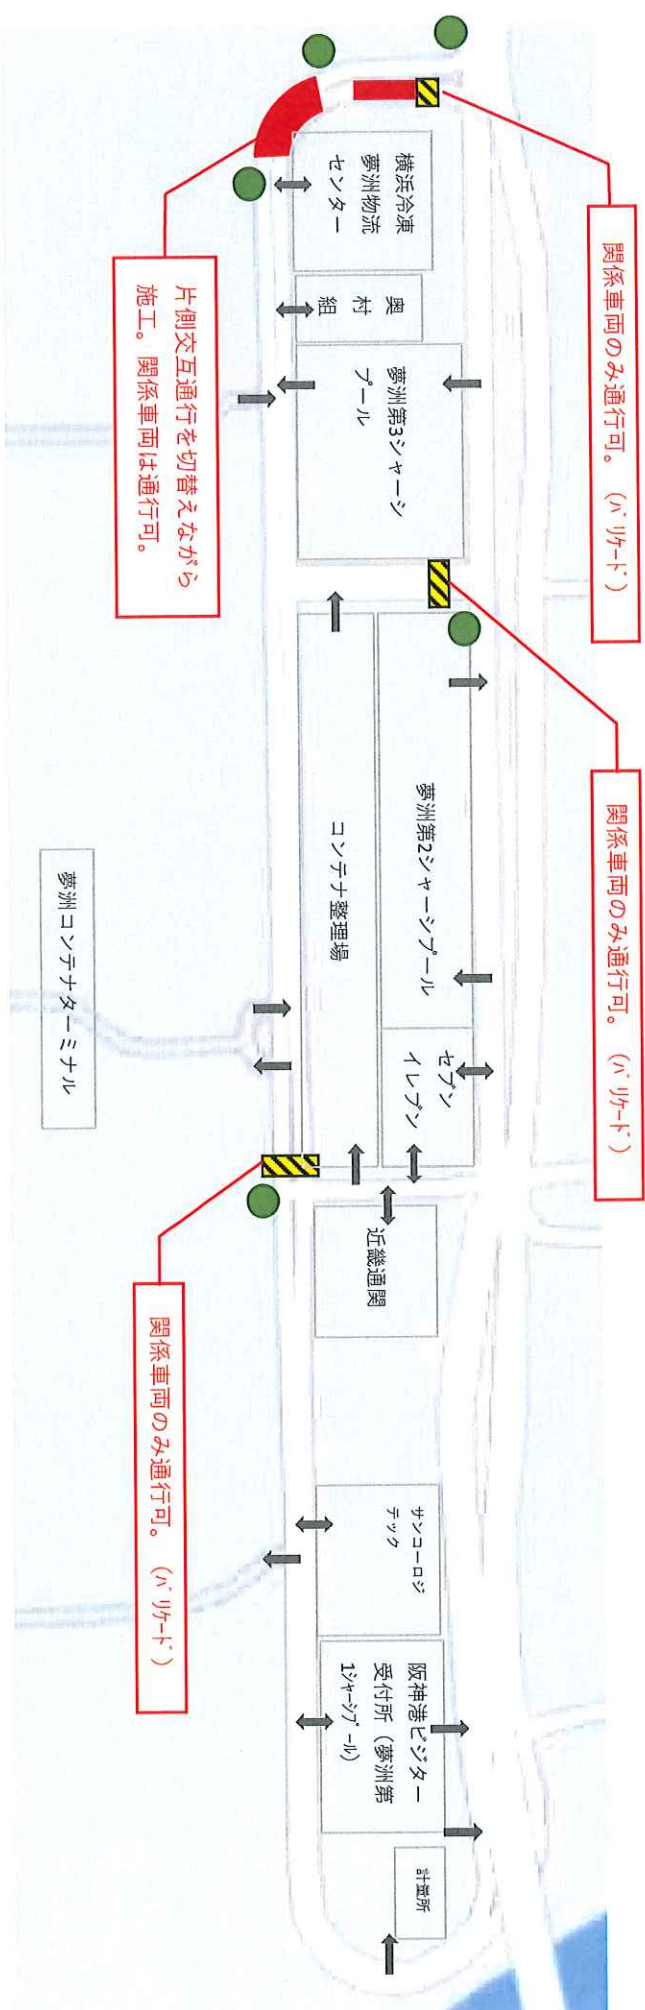 関係車両のみ通行可。（バリケード）
関係車両のみ通行可。（バリケード）
横浜冷凍
夢洲物流
センター
奥村
組
夢洲第3シャーシ
プール
夢洲第2シャーシプール
セブン
イレブン
コンテナ整理場
近畿通関
サンコーロジ
テック
阪神港ビジター
受付所（夢洲第
1シャーシプール）
計量所
片側交互通行を切替えながら
施工。関係車両は通行可。
夢洲コンテナターミナル
関係車両のみ通行可。（バリケード）